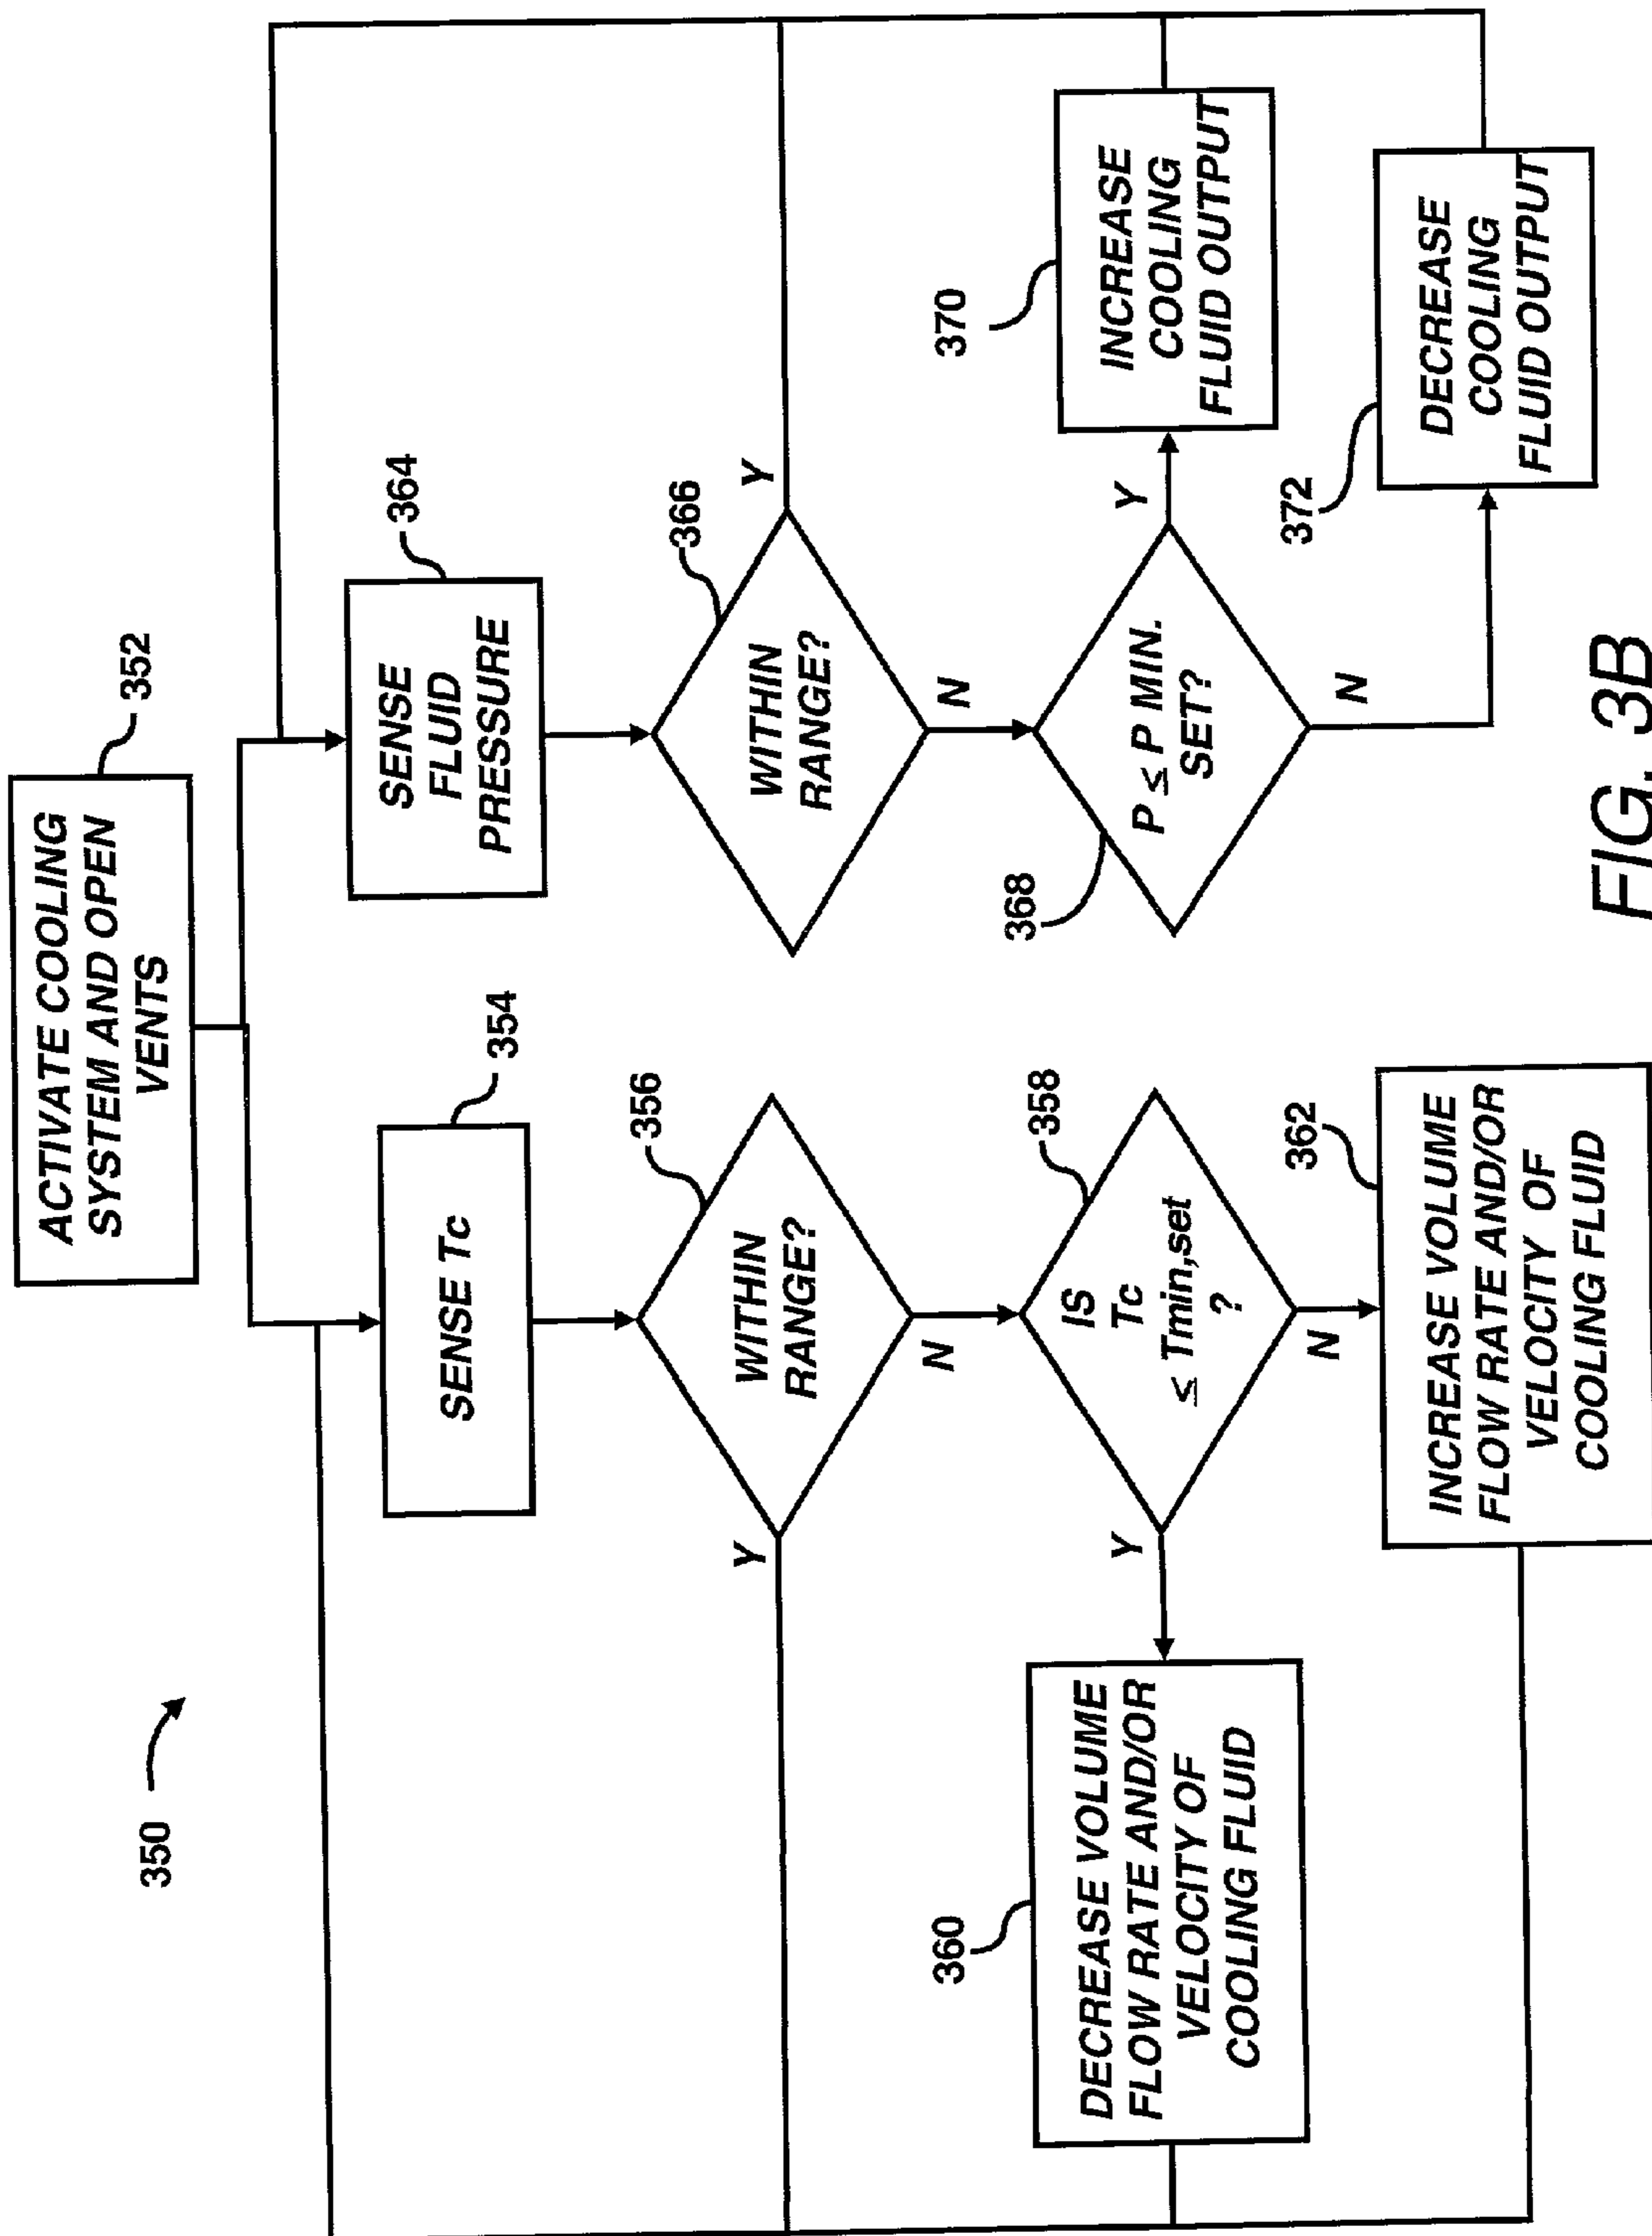 350
ACTIVATE COOLING
SYSTEM AND OPEN
VENTS
352
SENSE Tc
354
WITHIN
RANGE?
356
Y
N
IS
Tc
≤ Tmin,set
?
358
Y
N
DECREASE VOLUME
FLOW RATE AND/OR
VELOCITY OF
COOLING FLUID
360
INCREASE VOLUME
FLOW RATE AND/OR
VELOCITY OF
COOLING FLUID
362
SENSE
FLUID
PRESSURE
364
WITHIN
RANGE?
366
Y
N
P ≤ P MIN.
SET?
368
Y
N
INCREASE
COOLING
FLUID OUTPUT
370
DECREASE
COOLING
FLUID OUTPUT
372
FIG. 3B